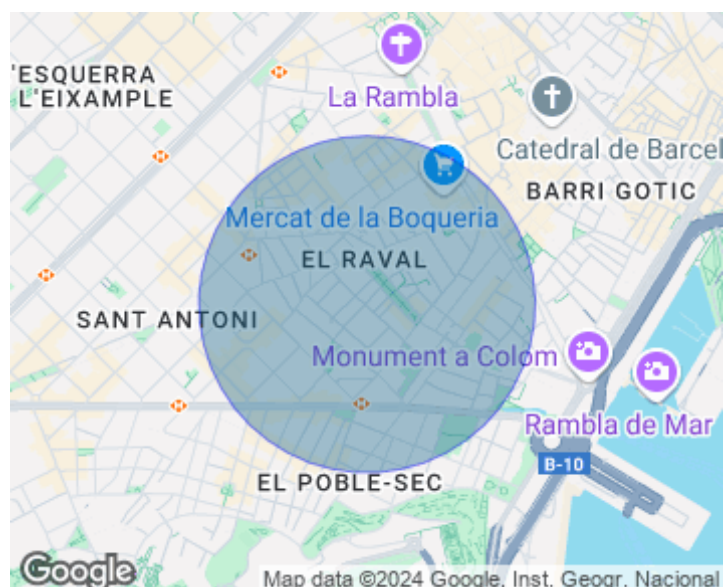 'ESQUERRA
L'EIXAMPLE
La Rambla
Catedral de Barcel
BARRI GOTIC
Mercat de la Boqueria
EL RAVAL
SANT ANTONI
Monument a Colom
Rambla de Mar
B-10
EL POBLE-SEC
Google
Map data ©2024 Google, Inst. Geogr. Nacional